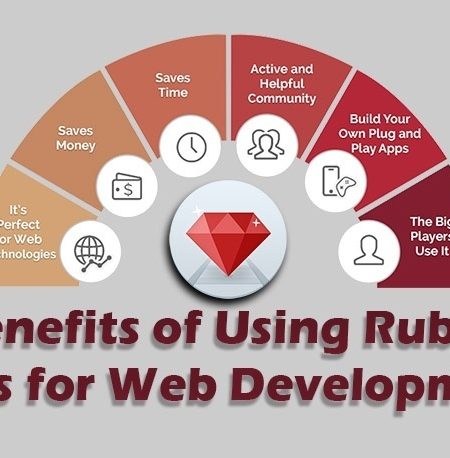 Saves
Time
Active and
Helpful
Community
Saves
Money
Build Your
Own Plug and
Play Apps
It's
Perfect
or Web
chnologies
The Big
Players
Use It
enefits of Using Rub
s for Web Developm